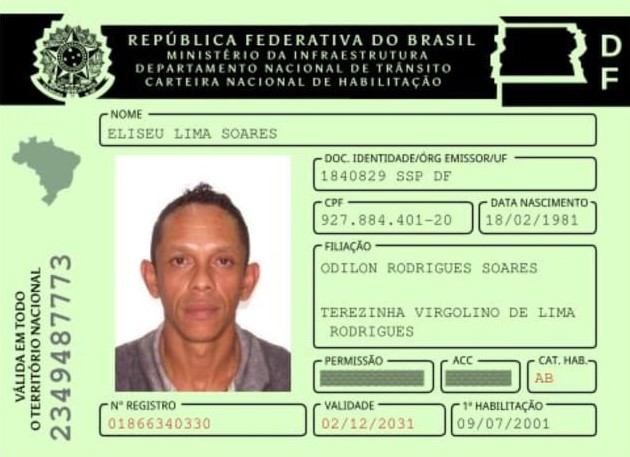 REPÚBLICA FEDERATIVA DO BRASIL
MINISTÉRIO DA INFRAESTRUTURA
DEPARTAMENTO NACIONAL DE TRÂNSITO
CARTEIRA NACIONAL DE HABILITAÇÃO
DF
NOME
ELISEU LIMA SOARES
DOC. IDENTIDADE/ÓRG EMISSOR/UF
1840829 SSP DF
CPF
927.884.401-20
DATA NASCIMENTO
18/02/1981
FILIAÇÃO
ODILON RODRIGUES SOARES
TEREZINHA VIRGOLINO DE LIMA
RODRIGUES
PERMISSÃO
ACC
CAT. HAB.
AB
Nº REGISTRO
01866340330
VALIDADE
02/12/2031
1ª HABILITAÇÃO
09/07/2001
VÁLIDA EM TODO
O TERRITÓRIO NACIONAL
2349487773